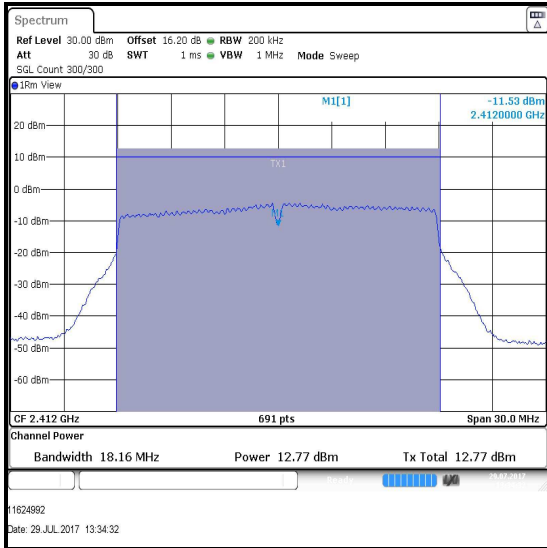 Spectrum
Ref Level 30.00 dBm Offset 16.20 dB RBW 200 kHz
Att 30 dB SWT 1 ms VBW 1 MHz Mode Sweep
SGL Count 300/300
1Rm View
M1[1] -11.53 dBm
2.4120000 GHz
20 dBm
10 dBm
TX1
0 dBm
-10 dBm
-20 dBm
-30 dBm
-40 dBm
-50 dBm
-60 dBm
CF 2.412 GHz 691 pts Span 30.0 MHz
Channel Power
Bandwidth 18.16 MHz Power 12.77 dBm Tx Total 12.77 dBm
Ready 29.07.2017
11624992
Date: 29.JUL.2017 13:34:32